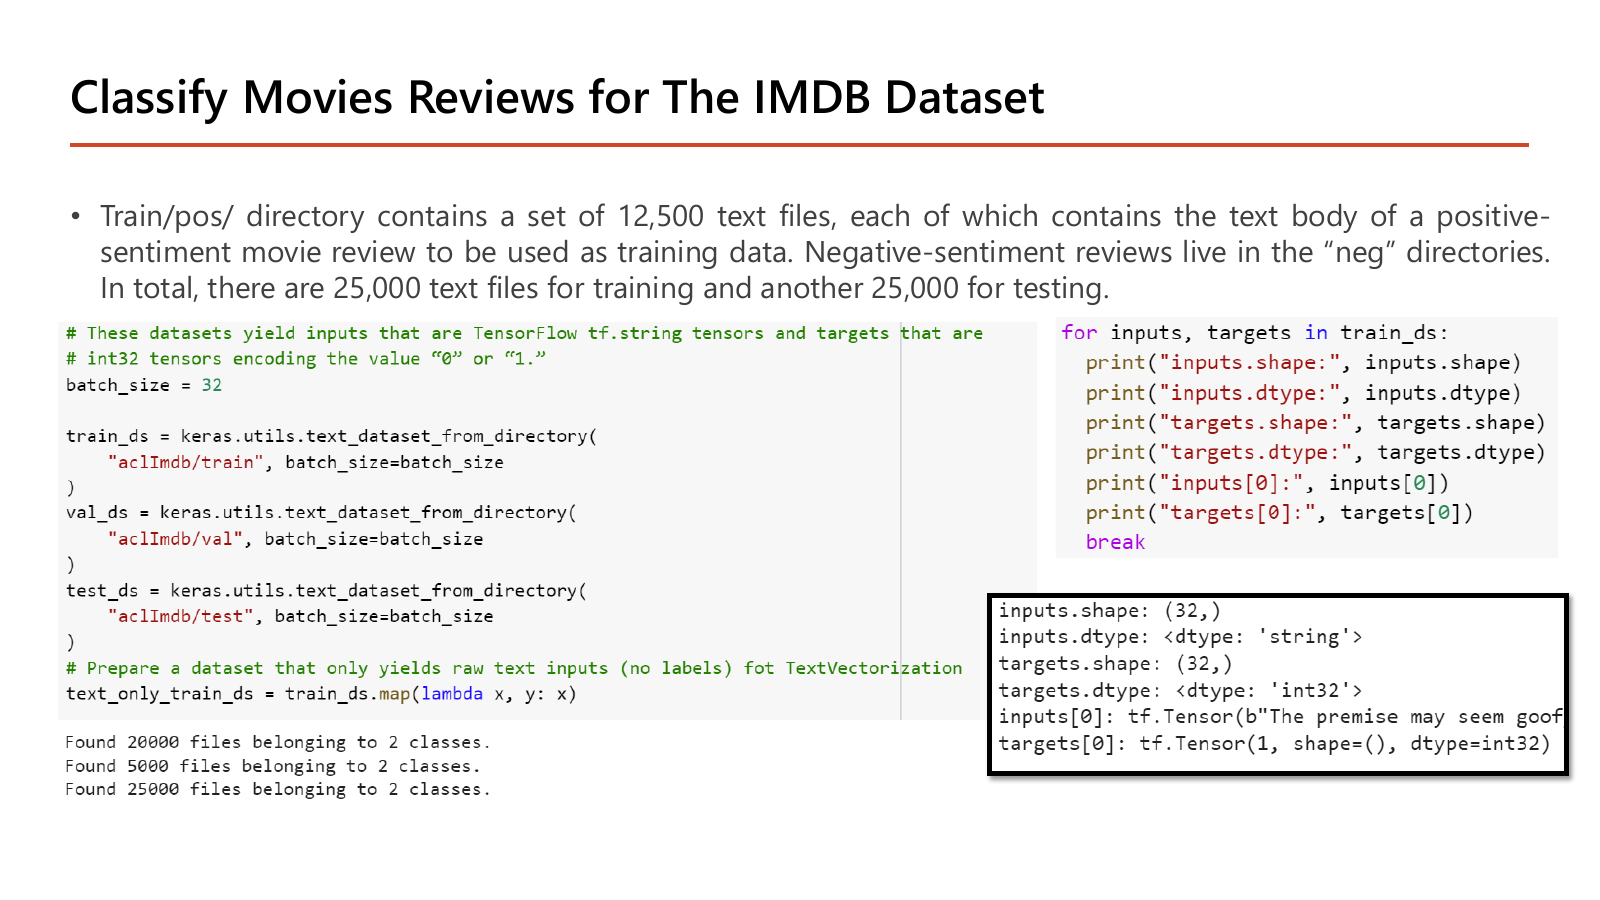 Classify Movies Reviews for The IMDB Dataset
• Train/pos/ directory contains a set of 12,500 text files, each of which contains the text body of a positive-
sentiment movie review to be used as training data. Negative-sentiment reviews live in the “neg” directories.
In total, there are 25,000 text files for training and another 25,000 for testing.
# These datasets yield inputs that are TensorFlow tf.string tensors and targets that are
# int32 tensors encoding the value “0” or “1.”
batch_size = 32
train_ds = keras.utils.text_dataset_from_directory(
"aclImdb/train", batch_size=batch_size
)
val_ds = keras.utils.text_dataset_from_directory(
"aclImdb/val", batch_size=batch_size
)
test_ds = keras.utils.text_dataset_from_directory(
"aclImdb/test", batch_size=batch_size
)
# Prepare a dataset that only yields raw text inputs (no labels) fot TextVectorization
text_only_train_ds = train_ds.map(lambda x, y: x)
Found 20000 files belonging to 2 classes.
Found 5000 files belonging to 2 classes.
Found 25000 files belonging to 2 classes.
for inputs, targets in train_ds:
print("inputs.shape:", inputs.shape)
print("inputs.dtype:", inputs.dtype)
print("targets.shape:", targets.shape)
print("targets.dtype:", targets.dtype)
print("inputs[0]:", inputs[0])
print("targets[0]:", targets[0])
break
inputs.shape: (32,)
inputs.dtype: <dtype: 'string'>
targets.shape: (32,)
targets.dtype: <dtype: 'int32'>
inputs[0]: tf.Tensor(b"The premise may seem goof
targets[0]: tf.Tensor(1, shape=(), dtype=int32)